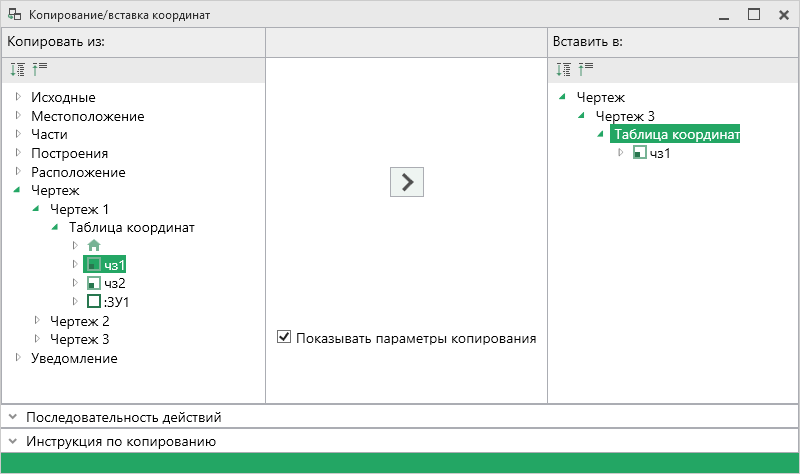 Копирование/вставка координат
Копировать из:
Вставить в:
Исходные
Местоположение
Части
Построения
Расположение
Чертеж
Чертеж 1
Таблица координат
чз1
чз2
:ЗУ1
Чертеж 2
Чертеж 3
Уведомление
Показывать параметры копирования
Чертеж
Чертеж 3
Таблица координат
чз1
Последовательность действий
Инструкция по копированию